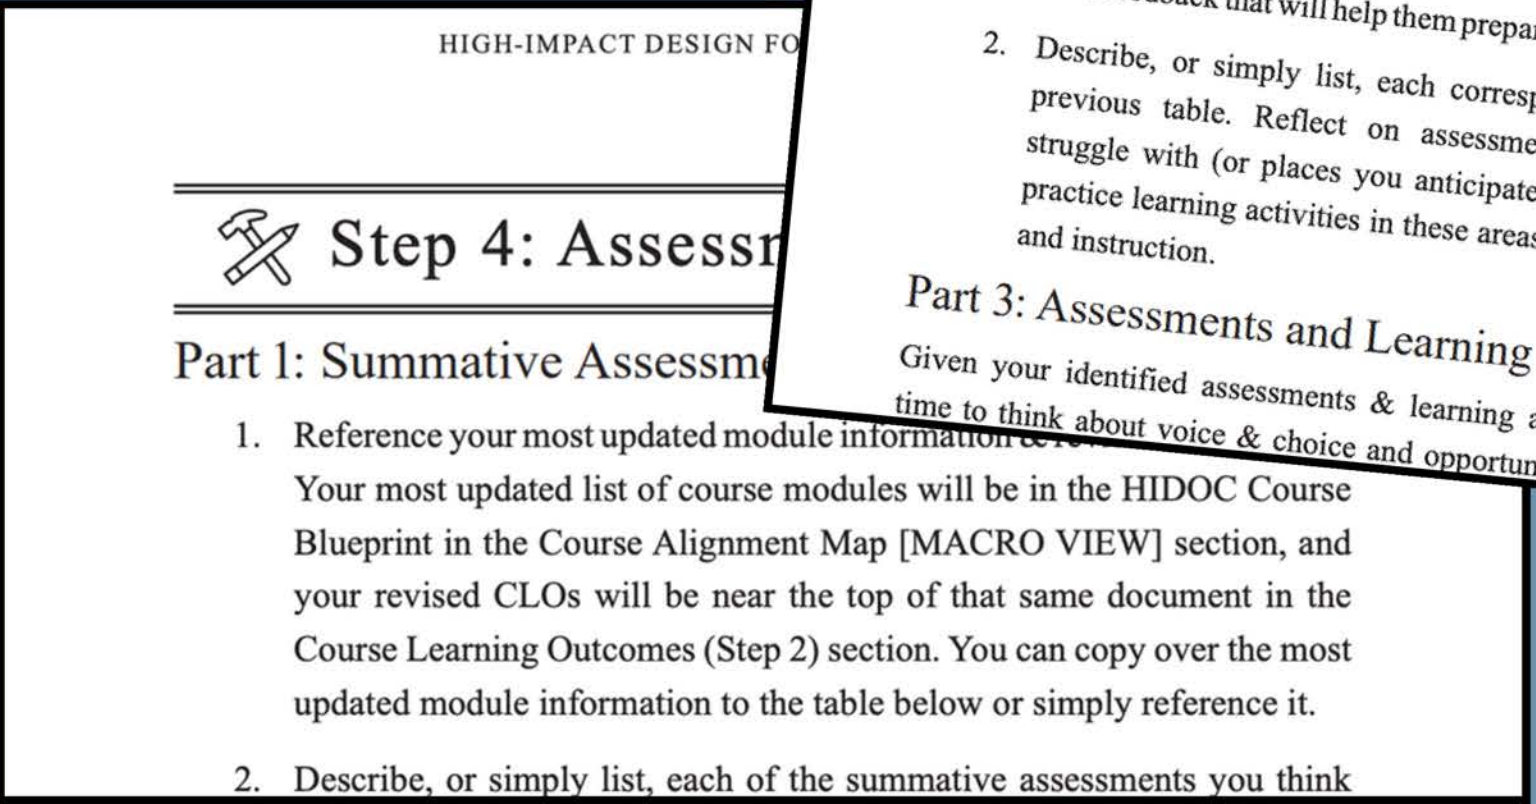 HIGH-IMPACT DESIGN FO
Step 4: Assessm
Part 1: Summative Assessme
1. Reference your most updated module information &
Your most updated list of course modules will be in the HIDOC Course
Blueprint in the Course Alignment Map [MACRO VIEW] section, and
your revised CLOs will be near the top of that same document in the
Course Learning Outcomes (Step 2) section. You can copy over the most
updated module information to the table below or simply reference it.
2. Describe, or simply list, each of the summative assessments you think
that will help them prepar
2. Describe, or simply list, each corresp
previous table. Reflect on assessme
struggle with (or places you anticipate
practice learning activities in these areas
and instruction.
Part 3: Assessments and Learning
Given your identified assessments & learning a
time to think about voice & choice and opportun